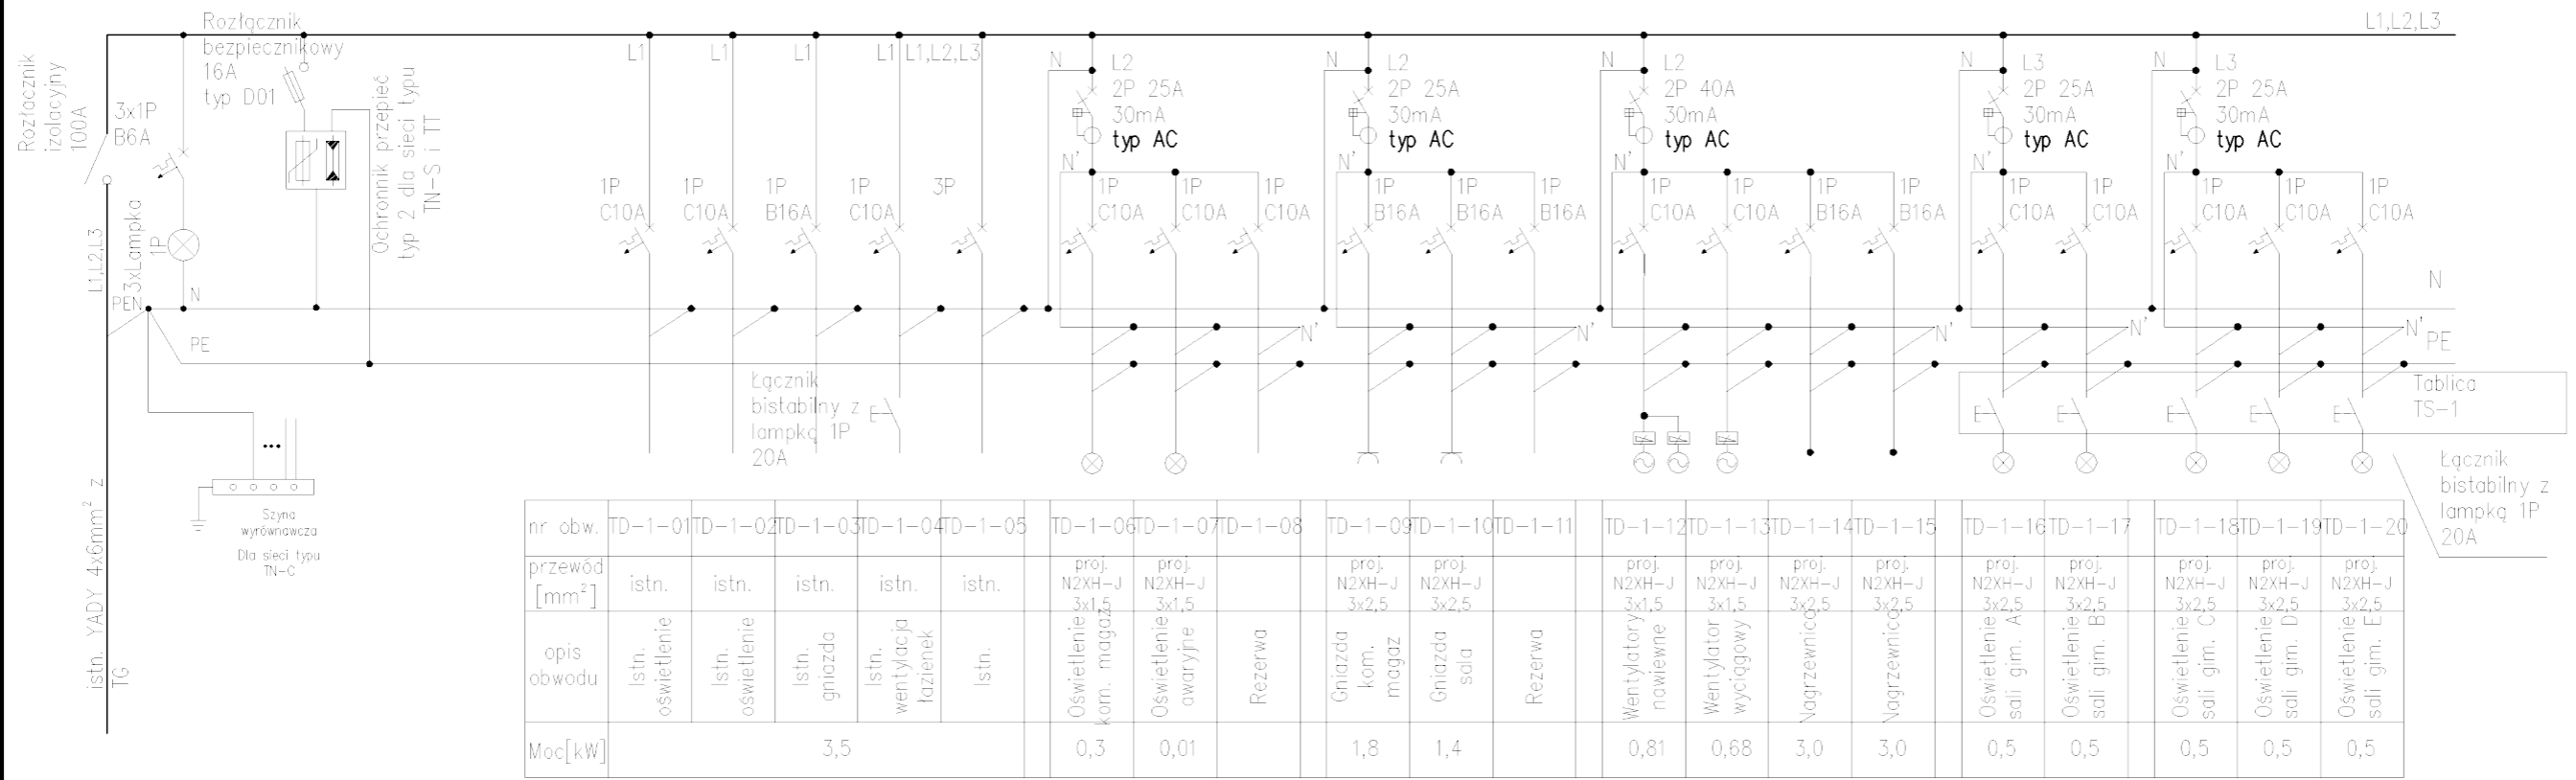 Rozłącznik
bezpiecznikowy
16A
typ D01
Rozłacznik
izolacyjny
100A
3x1P
B6A
3xLampka
1P
L1,L2,L3
PEN
N
PE
Ochronnik przepięć
typ 2 dla sieci typu
TN-S i TT
Szyna
wyrównawcza
Dla sieci typu
TN-C
istn. YADY 4x6mm² z
TG
L1 L1 L1 L1 L1,L2,L3
1P
C10A
1P
C10A
1P
B16A
1P
C10A
3P
Łącznik
bistabilny z
lampką 1P
20A
N
L2
2P 25A
30mA
typ AC
N'
1P
C10A
1P
C10A
1P
C10A
N'
N
L2
2P 25A
30mA
typ AC
N'
1P
B16A
1P
B16A
1P
B16A
N'
N
L2
2P 40A
30mA
typ AC
N'
1P
C10A
1P
C10A
1P
B16A
1P
B16A
N'
N
L3
2P 25A
30mA
typ AC
N'
1P
C10A
1P
C10A
N'
N
L3
2P 25A
30mA
typ AC
N'
1P
C10A
1P
C10A
1P
C10A
N'
L1,L2,L3
N
PE
Tablica
TS-1
Łącznik
bistabilny z
lampką 1P
20A
nr obw. TD-1-01 TD-1-02 TD-1-03 TD-1-04 TD-1-05 TD-1-06 TD-1-07 TD-1-08 TD-1-09 TD-1-10 TD-1-11 TD-1-12 TD-1-13 TD-1-14 TD-1-15 TD-1-16 TD-1-17 TD-1-18 TD-1-19 TD-1-20
przewód
[mm²]
istn. istn. istn. istn. istn.
proj. proj. proj. proj. proj. proj. proj. proj. proj. proj. proj. proj. proj.
N2XH-J N2XH-J N2XH-J N2XH-J N2XH-J N2XH-J N2XH-J N2XH-J N2XH-J N2XH-J N2XH-J N2XH-J N2XH-J
3x1,5 3x1,5 3x2,5 3x2,5 3x1,5 3x1,5 3x2,5 3x2,5 3x2,5 3x2,5 3x2,5 3x2,5 3x2,5
opis
obwodu
Istn.
oświetlenie
Istn.
oświetlenie
Istn.
gniazda
Istn.
wentylacja
łazienek
Istn.
Oświetlenie
kom. magaz
Oświetlenie
awaryjne
Rezerwa
Gniazda
kom.
magaz
Gniazda
sala
Rezerwa
Wentylatory
nawiewne
Wentylator
wyciągowy
Nagrzewnica
Nagrzewnica
Oświetlenie
sali gim. A
Oświetlenie
sali gim. B
Oświetlenie
sali gim. C
Oświetlenie
sali gim. D
Oświetlenie
sali gim. E
Moc[kW] 3,5 0,3 0,01 1,8 1,4 0,81 0,68 3,0 3,0 0,5 0,5 0,5 0,5 0,5